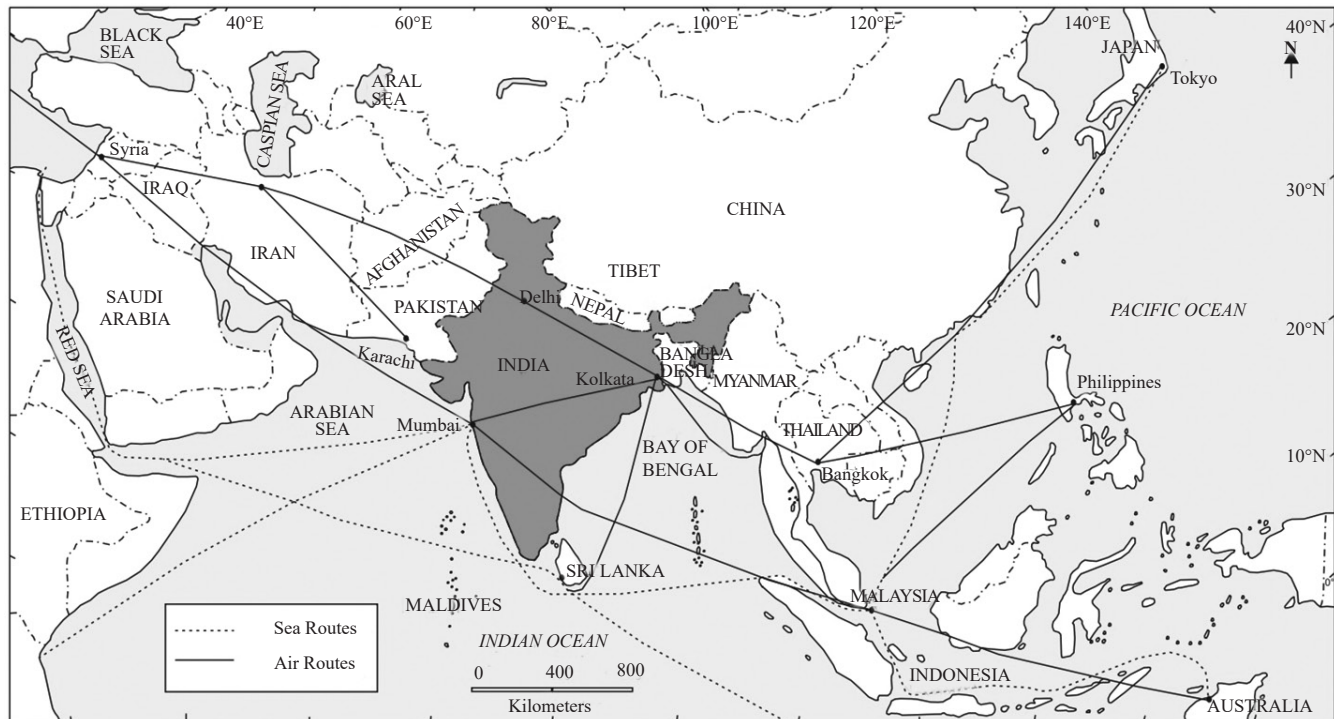 40°E 60°E 80°E 100°E 120°E 140°E 40°N
BLACK
SEA
CASPIAN SEA
ARAL
SEA
JAPAN
N
Tokyo
Syria
IRAQ
30°N
CHINA
IRAN
AFGHANISTAN
TIBET
SAUDI
ARABIA
PAKISTAN
Delhi
NEPAL
PACIFIC OCEAN
20°N
RED SEA
Karachi
INDIA
BANGLA
DESH
Kolkata
MYANMAR
Philippines
ARABIAN
SEA
Mumbai
THAILAND
BAY OF
BENGAL
10°N
Bangkok
ETHIOPIA
SRI LANKA
MALDIVES
MALAYSIA
0°
Sea Routes
Air Routes
INDIAN OCEAN
0 400 800
Kilometers
INDONESIA
AUSTRALIA